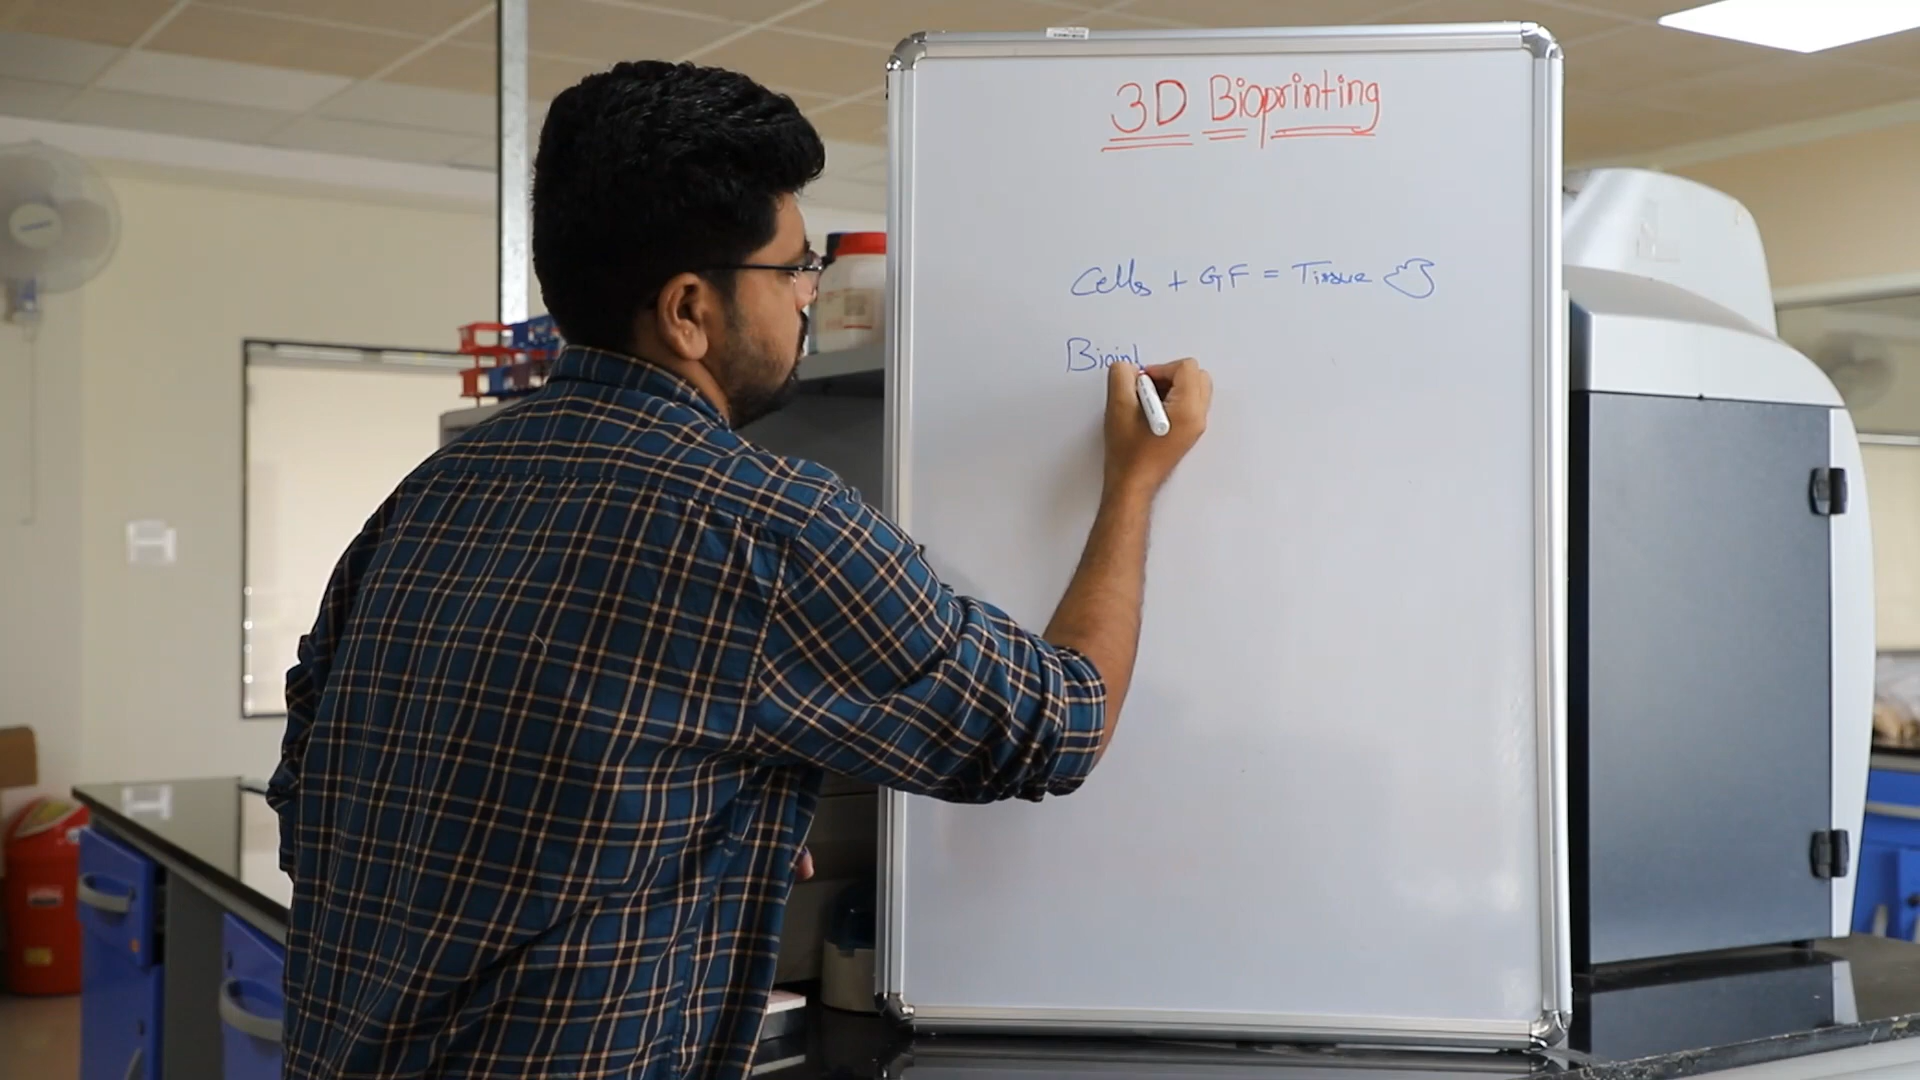 3D Bioprinting
Cells + GF = Tissue
Bioink